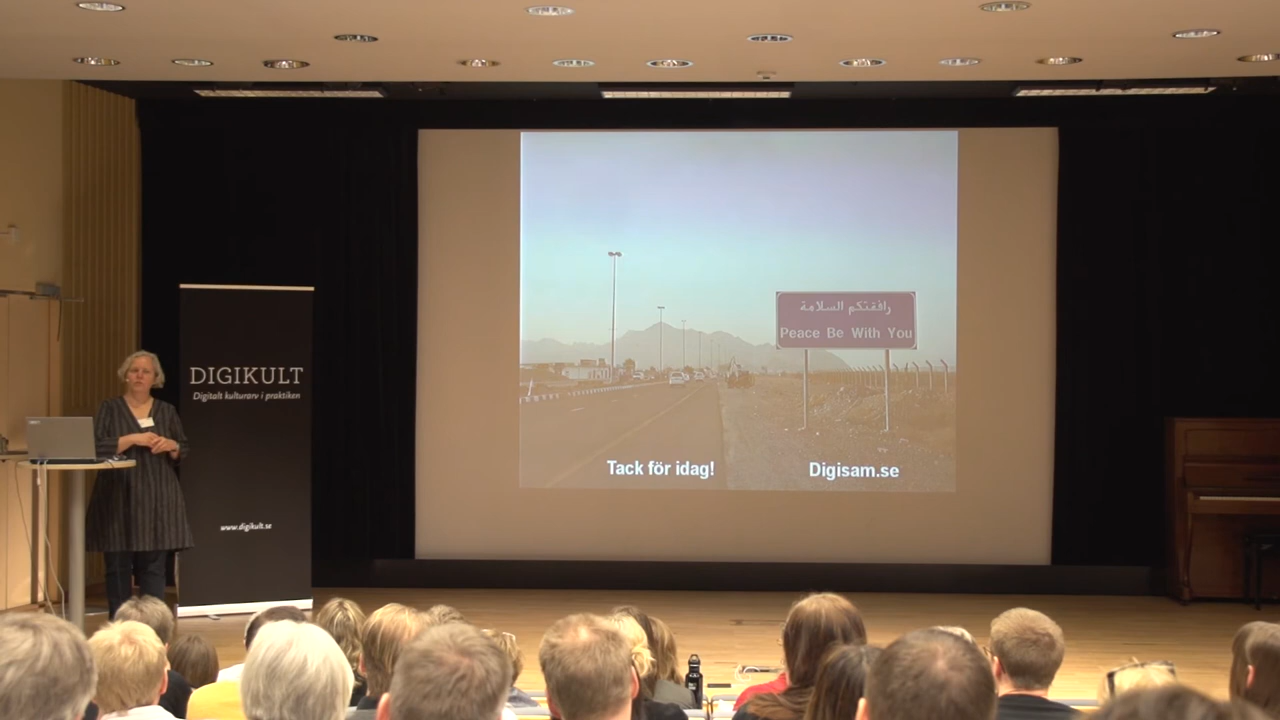 DIGIKULT
Digitalt kulturarv i praktiken
www.digikult.se
رافقتكم السلامة
Peace Be With You
Tack för idag!
Digisam.se